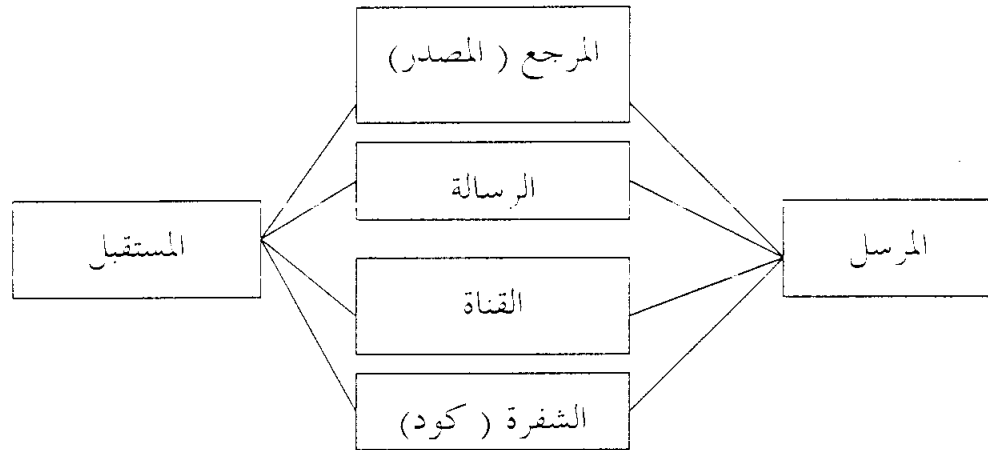 المرجع ( المصدر)
الرسالة
المرسل
المستقبل
القناة
الشفرة ( كود)